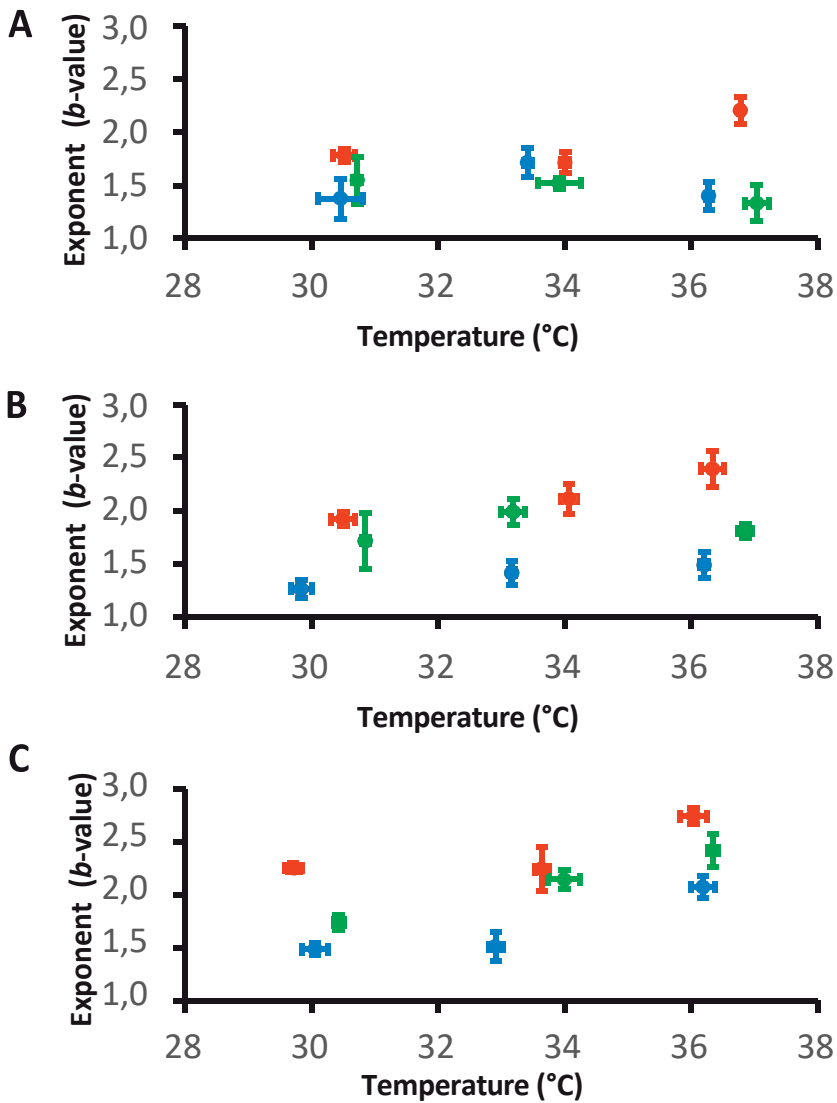 A
Exponent (b-value)
3,0
2,5
2,0
1,5
1,0
28 30 32 34 36 38
Temperature (°C)
B
Exponent (b-value)
3,0
2,5
2,0
1,5
1,0
28 30 32 34 36 38
Temperature (°C)
C
Exponent (b-value)
3,0
2,5
2,0
1,5
1,0
28 30 32 34 36 38
Temperature (°C)